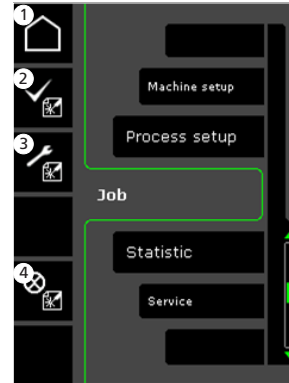 1
2
Machine setup
3
Process setup
Job
Statistic
4
Service